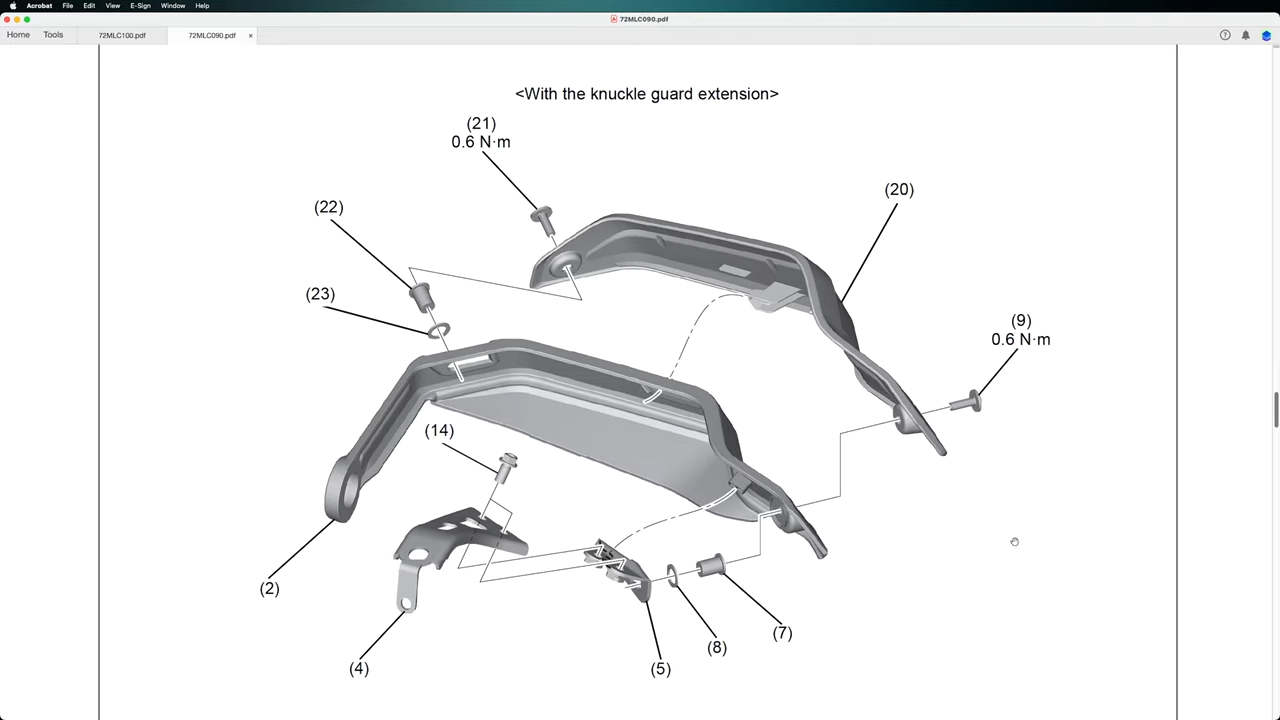 Acrobat File Edit View E-Sign Window Help
72MLC090.pdf
Home Tools 72MLC100.pdf 72MLC090.pdf ×
<With the knuckle guard extension>
(21)
0.6 N·m
(20)
(22)
(23)
(9)
0.6 N·m
(14)
(2)
(7)
(8)
(4)
(5)